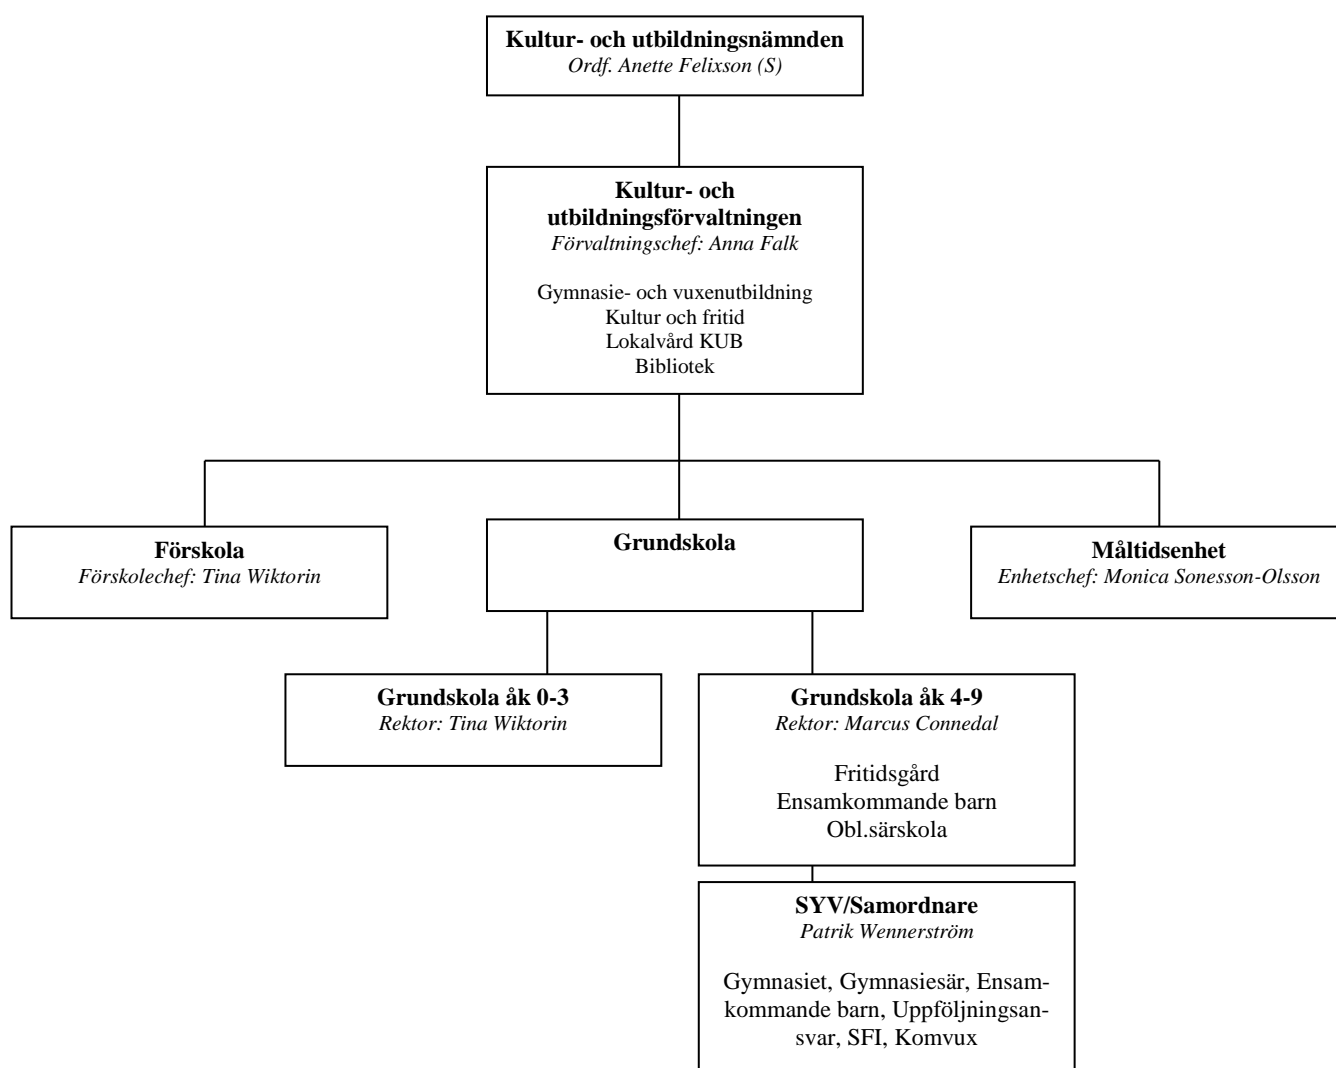 Kultur- och utbildningsnämnden
Ordf. Anette Felixson (S)
Kultur- och
utbildningsförvaltningen
Förvaltningschef: Anna Falk
Gymnasie- och vuxenutbildning
Kultur och fritid
Lokalvård KUB
Bibliotek
Förskola
Förskolechef: Tina Wiktorin
Grundskola
Måltidsenhet
Enhetschef: Monica Sonesson-Olsson
Grundskola åk 0-3
Rektor: Tina Wiktorin
Grundskola åk 4-9
Rektor: Marcus Connedal
Fritidsgård
Ensamkommande barn
Obl.särskola
SYV/Samordnare
Patrik Wennerström
Gymnasiet, Gymnasiesär, Ensam-
kommande barn, Uppföljningsan-
svar, SFI, Komvux